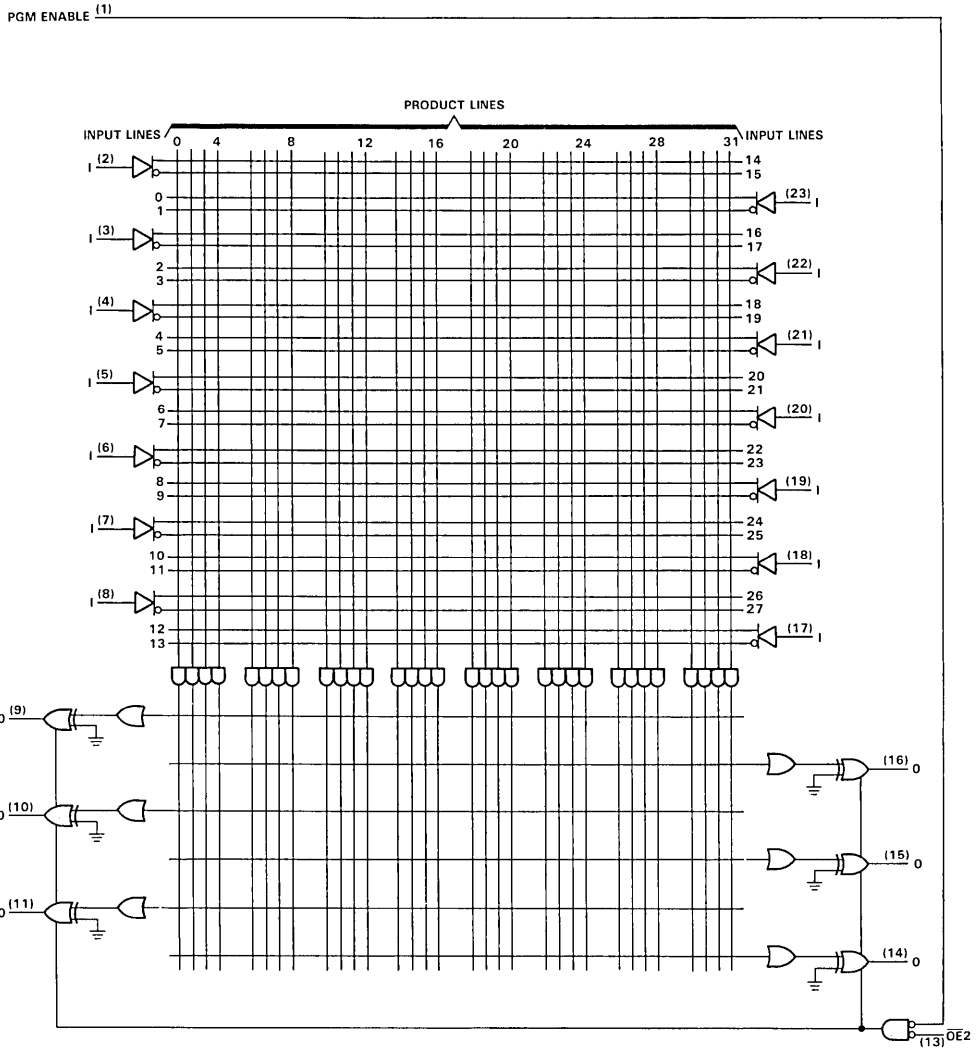 PGM ENABLE (1)
PRODUCT LINES
INPUT LINES INPUT LINES
0 4 8 12 16 20 24 28 31
I (2) 14
15
0 (23) I
1
I (3) 16
17
2 (22) I
3
I (4) 18
19
4 (21) I
5
I (5) 20
21
6 (20) I
7
I (6) 22
23
8 (19) I
9
I (7) 24
25
10 (18) I
11
I (8) 26
27
12 (17) I
13
O (9)
(16) O
O (10)
(15) O
O (11)
(14) O
(13) OE2